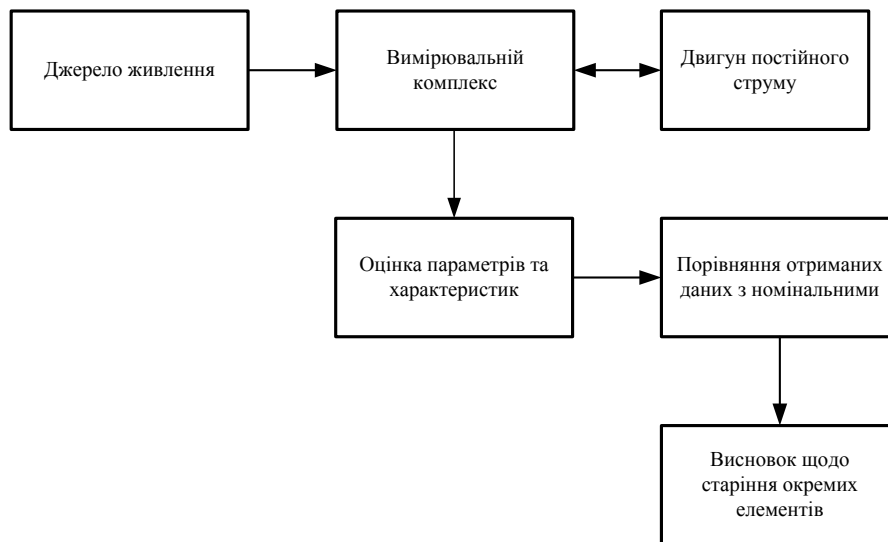 Джерело живлення
Вимірювальній
комплекс
Двигун постійного
струму
Оцінка параметрів та
характеристик
Порівняння отриманих
даних з номінальними
Висновок щодо
старіння окремих
елементів